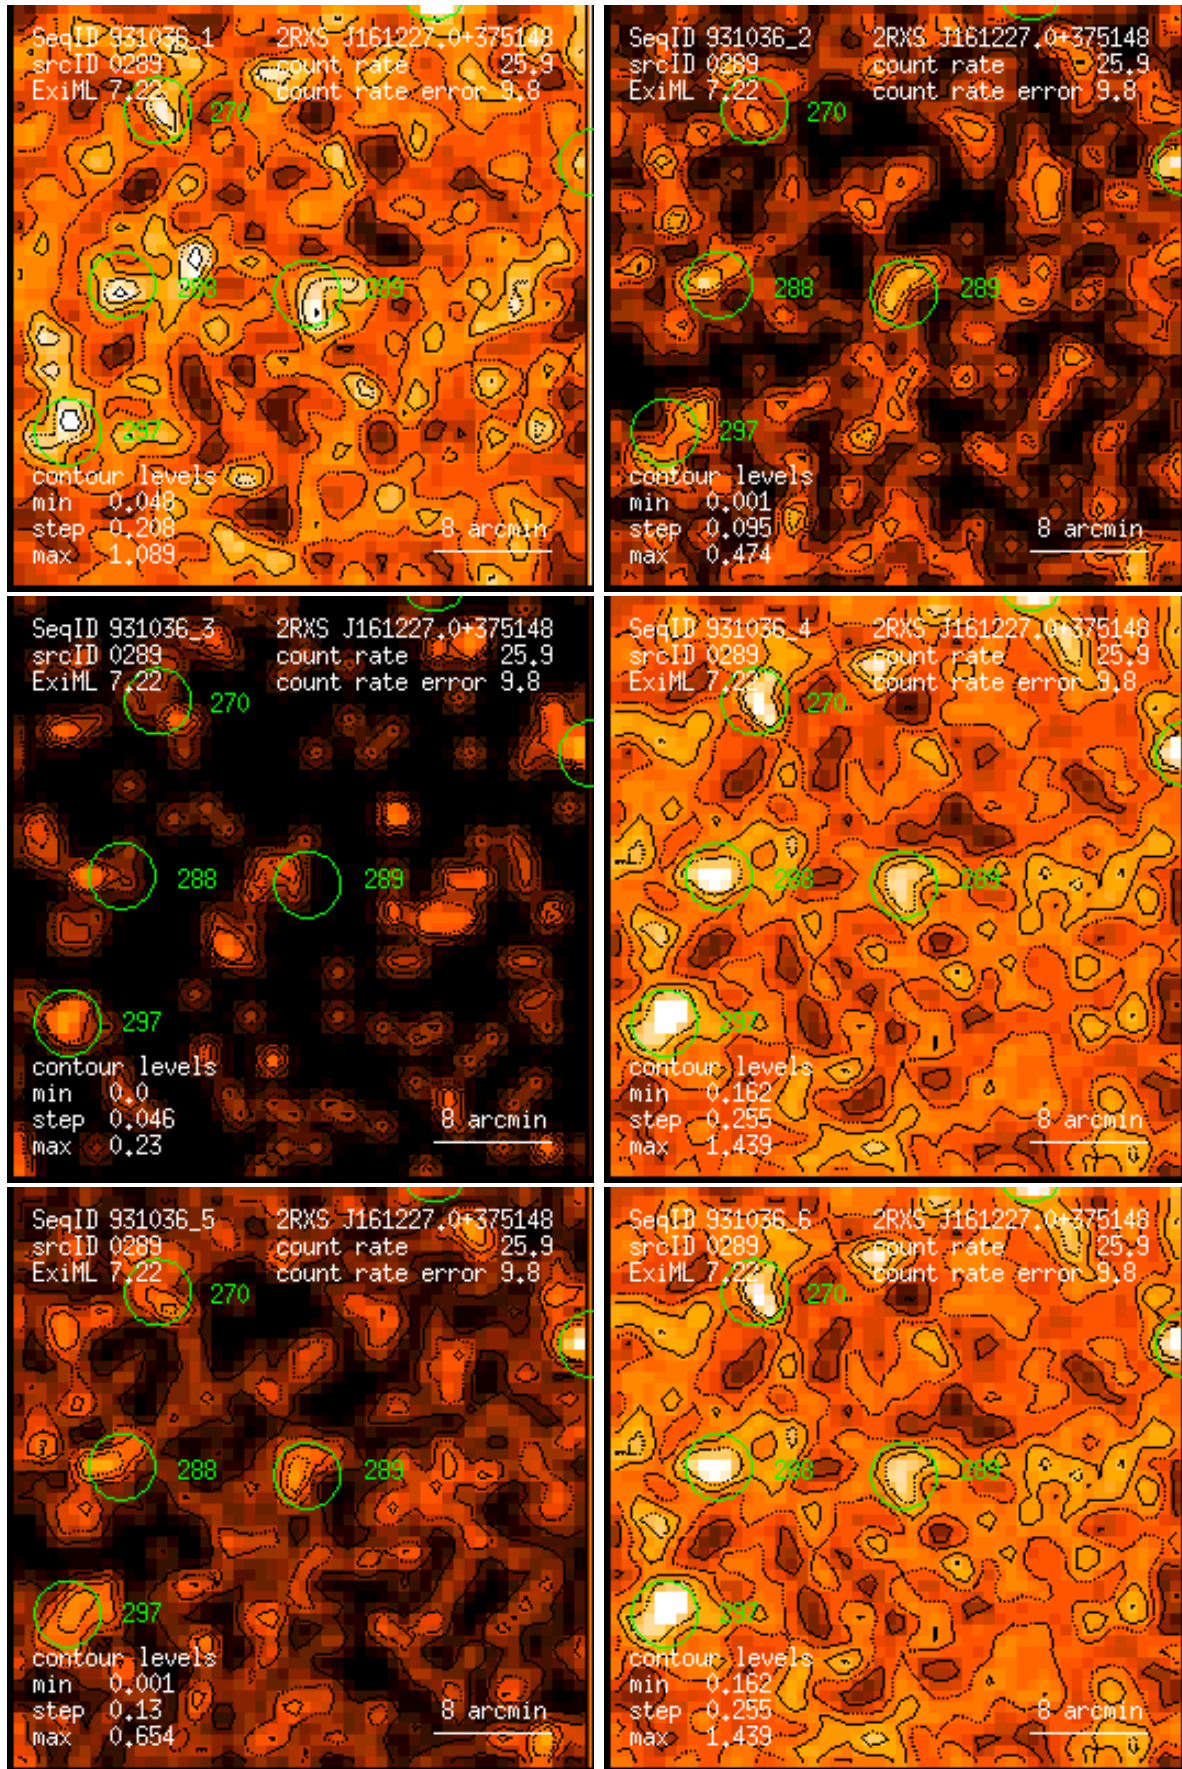 SeqID 931036_1 2RXS J161227.0+375148
srcID 0289 count rate 25.9
ExiML 7.22 count rate error 9.8
270
288 289
297
contour levels
min 0.048
step 0.208 8 arcmin
max 1.089
SeqID 931036_2 2RXS J161227.0+375148
srcID 0289 count rate 25.9
ExiML 7.22 count rate error 9.8
270
288 289
297
contour levels
min 0.001
step 0.095 8 arcmin
max 0.474
SeqID 931036_3 2RXS J161227.0+375148
srcID 0289 count rate 25.9
ExiML 7.22 count rate error 9.8
270
288 289
297
contour levels
min 0.0
step 0.046 8 arcmin
max 0.23
SeqID 931036_4 2RXS J161227.0+375148
srcID 0289 count rate 25.9
ExiML 7.22 count rate error 9.8
270
288 289
297
contour levels
min 0.162
step 0.255 8 arcmin
max 1.439
SeqID 931036_5 2RXS J161227.0+375148
srcID 0289 count rate 25.9
ExiML 7.22 count rate error 9.8
270
288 289
297
contour levels
min 0.001
step 0.13 8 arcmin
max 0.654
SeqID 931036_6 2RXS J161227.0+375148
srcID 0289 count rate 25.9
ExiML 7.22 count rate error 9.8
270
288 289
297
contour levels
min 0.162
step 0.255 8 arcmin
max 1.439